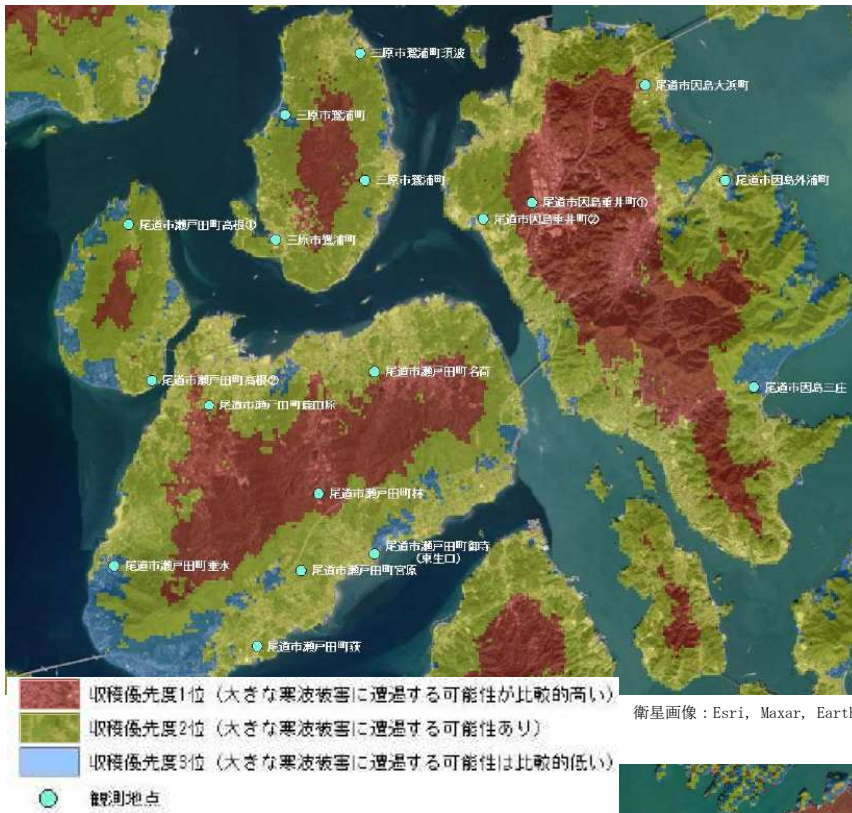 三原市鷺浦町須波
尾道市因島大浜町
三原市鷺浦町
三原市鷺浦町
尾道市因島外浦町
尾道市因島重井町①
尾道市因島重井町②
尾道市瀬戸田町高根①
三原市鷺浦町
尾道市瀬戸田町名荷
尾道市瀬戸田町高根②
尾道市因島三庄
尾道市瀬戸田町鹿田原
尾道市瀬戸田町林
尾道市瀬戸田町御寺
(東生口)
尾道市瀬戸田町垂水
尾道市瀬戸田町宮原
尾道市瀬戸田町荻
収穫優先度1位(大きな寒波被害に遭遇する可能性が比較的高い)
衛星画像：Esri, Maxar, Earth
収穫優先度2位(大きな寒波被害に遭遇する可能性あり)
収穫優先度3位(大きな寒波被害に遭遇する可能性は比較的低い)
観測地点